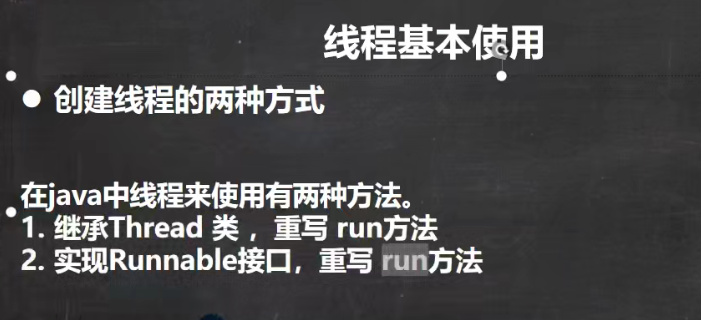 线程基本使用
● 创建线程的两种方式
在java中线程来使用有两种方法。
1. 继承Thread 类 ，重写 run方法
2. 实现Runnable接口，重写 run方法